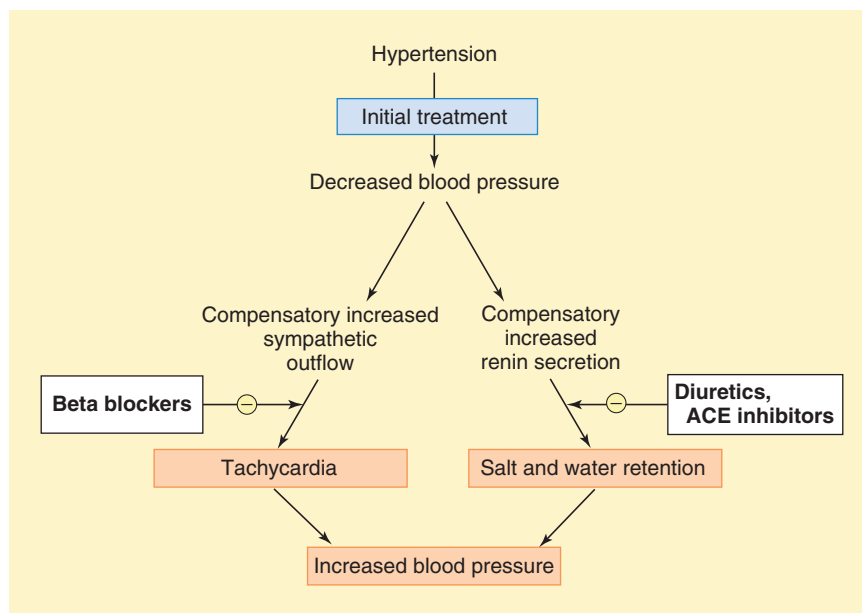 Hypertension
Initial treatment
Decreased blood pressure
Compensatory increased
sympathetic
outflow
Compensatory
increased
renin secretion
Beta blockers
−
−
Diuretics,
ACE inhibitors
Tachycardia
Salt and water retention
Increased blood pressure